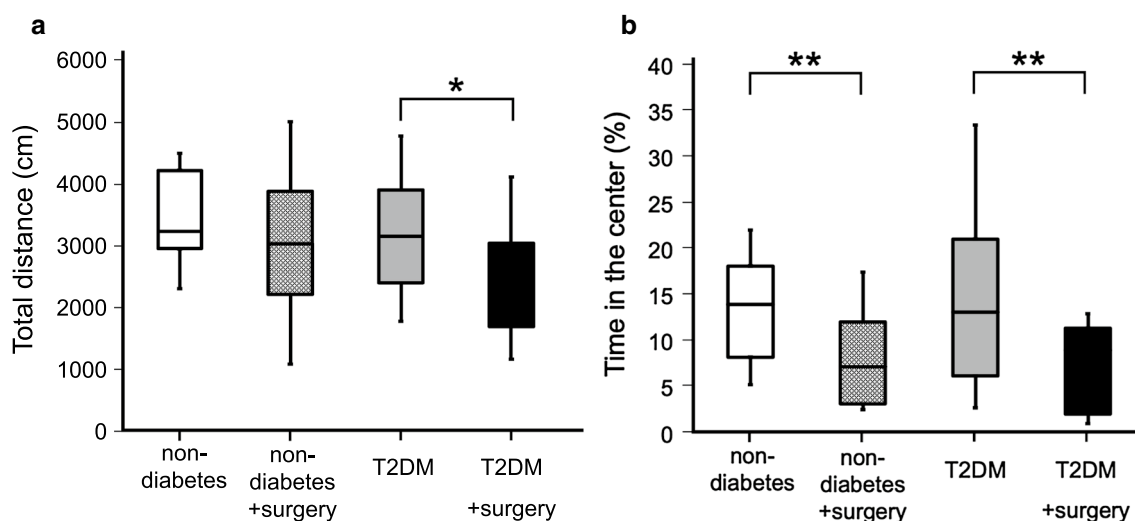 a
6000
5000
4000
3000
2000
1000
0
Total distance (cm)
*
non-
diabetes
non-
diabetes
+surgery
T2DM
T2DM
+surgery
b
40
35
30
25
20
15
10
5
0
Time in the center (%)
**
**
non-
diabetes
non-
diabetes
+surgery
T2DM
T2DM
+surgery